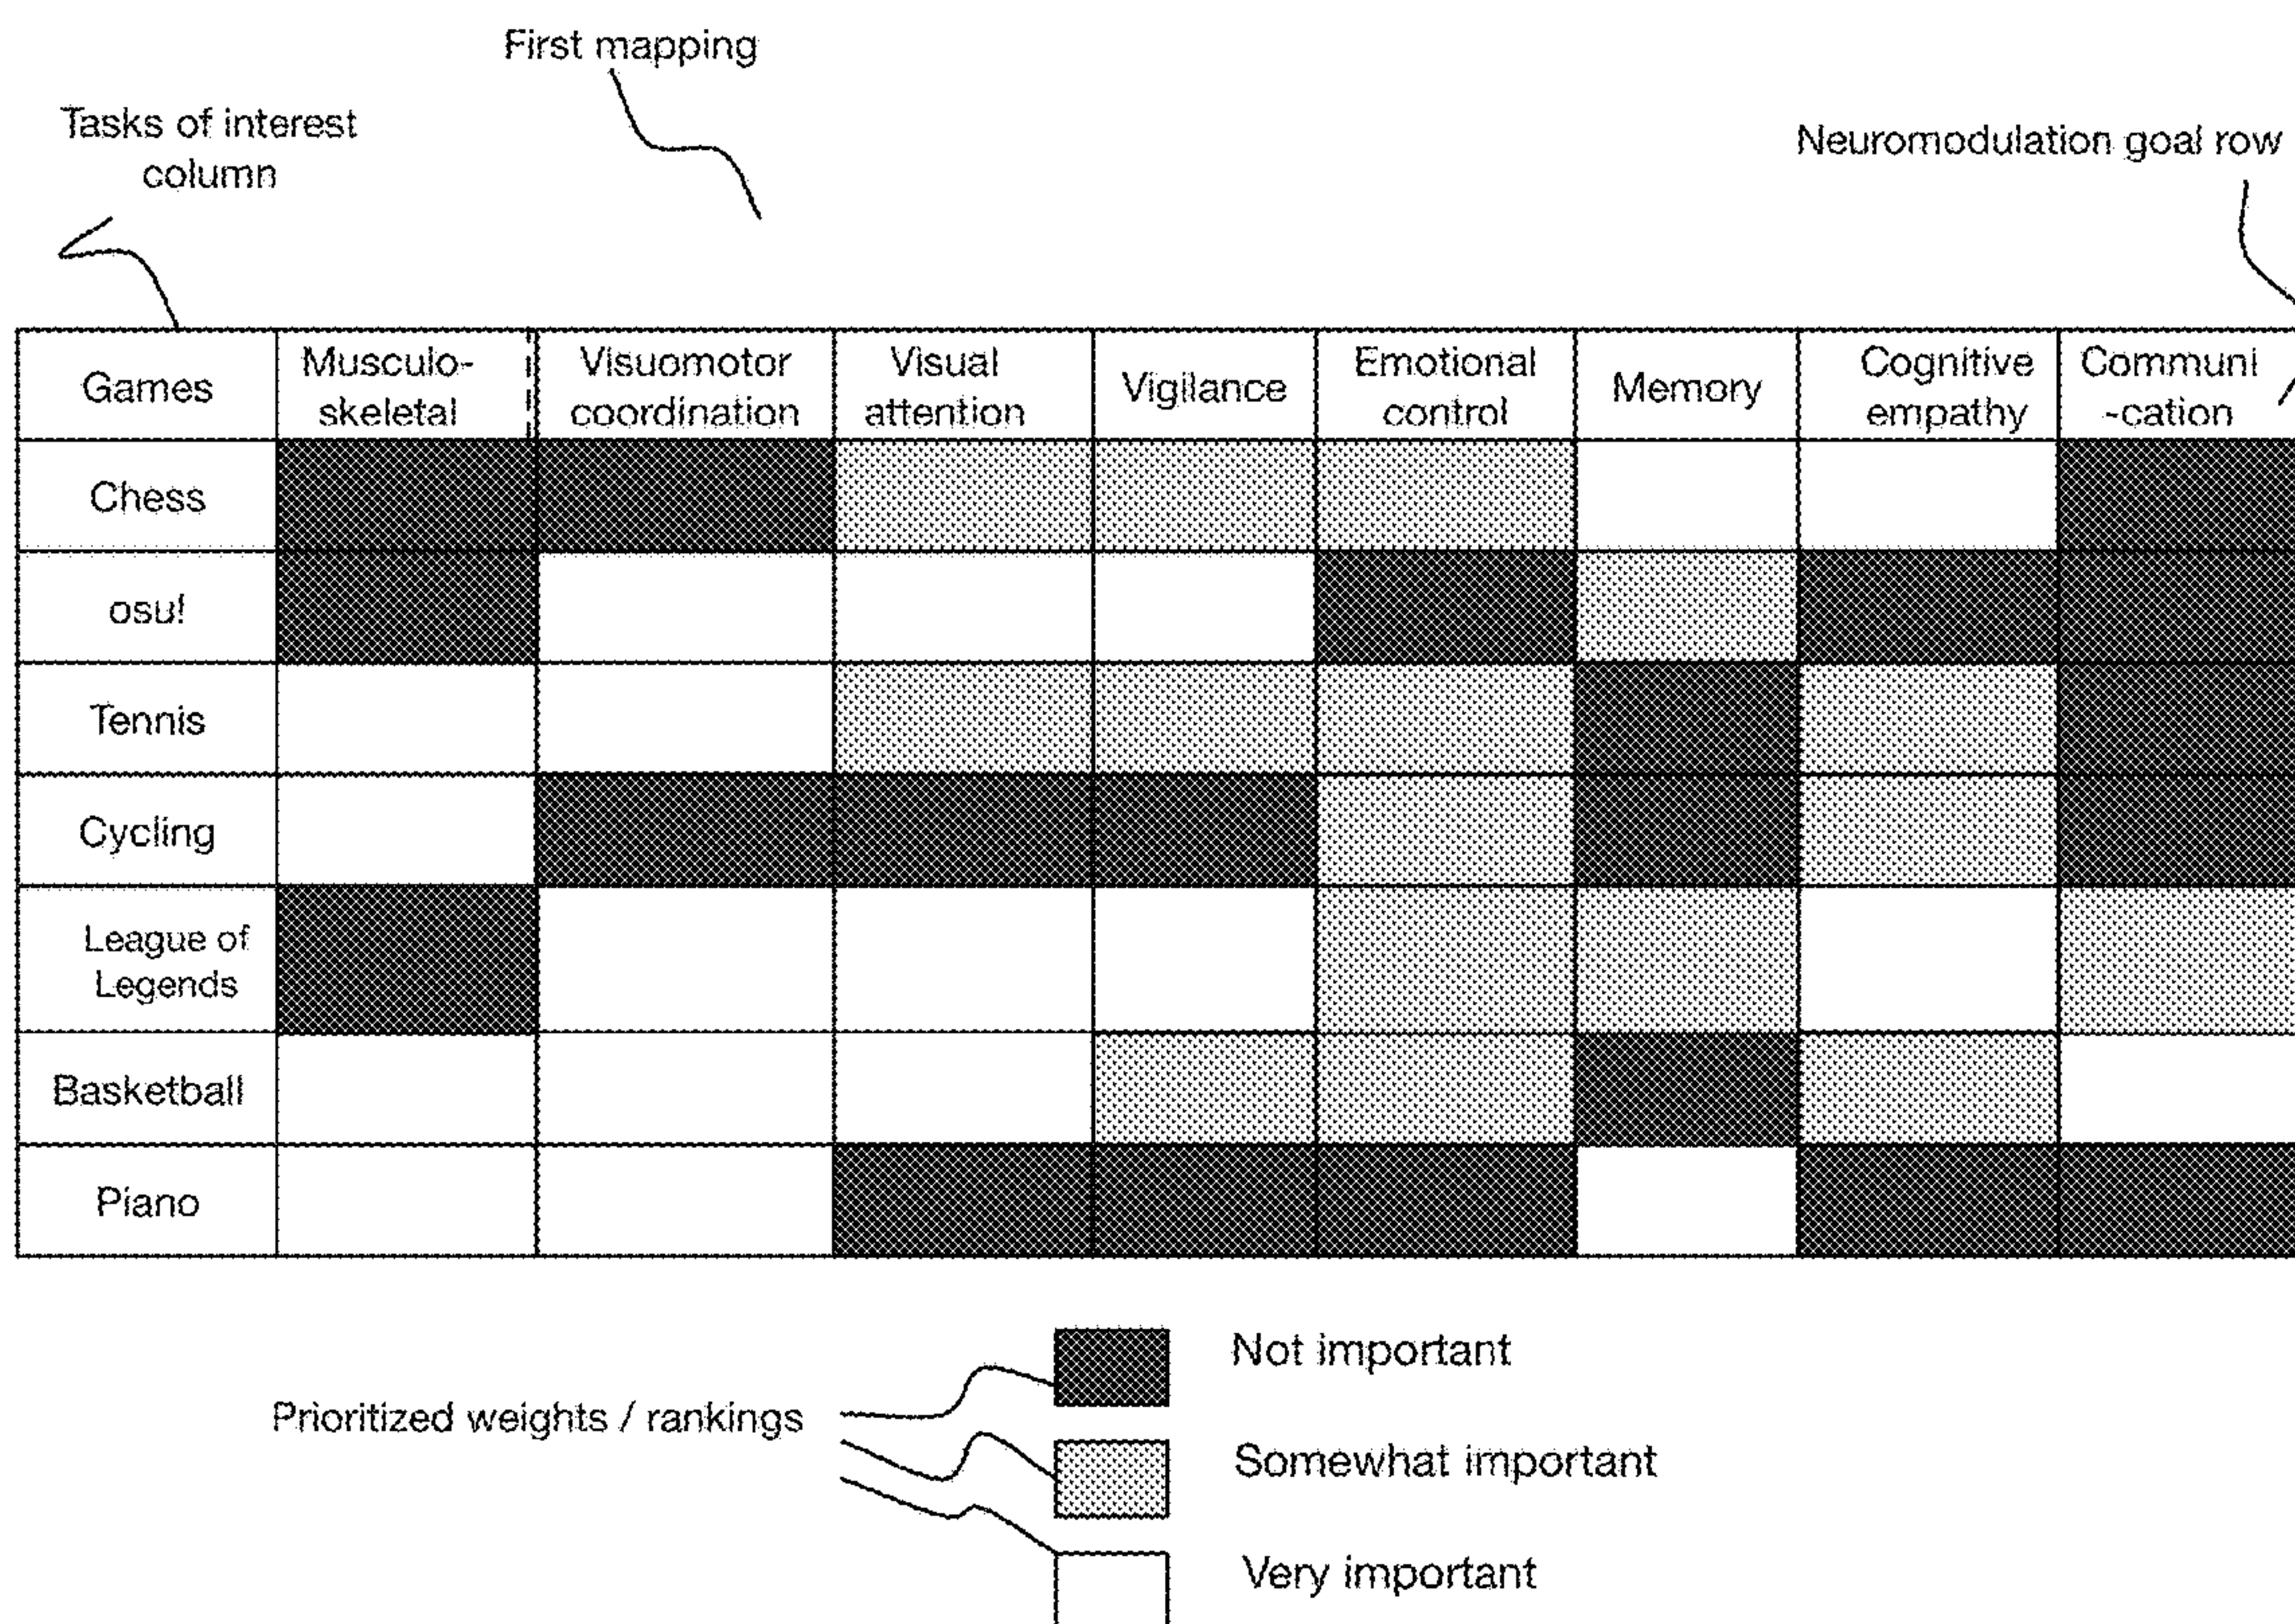 First mapping
Tasks of interest
column
Neuromodulation goal row
Games
Musculo-
skeletal
Visuomotor
coordination
Visual
attention
Vigilance
Emotional
control
Memory
Cognitive
empathy
Communi
-cation
Chess
osu!
Tennis
Cycling
League of
Legends
Basketball
Piano
Prioritized weights / rankings
Not important
Somewhat important
Very important